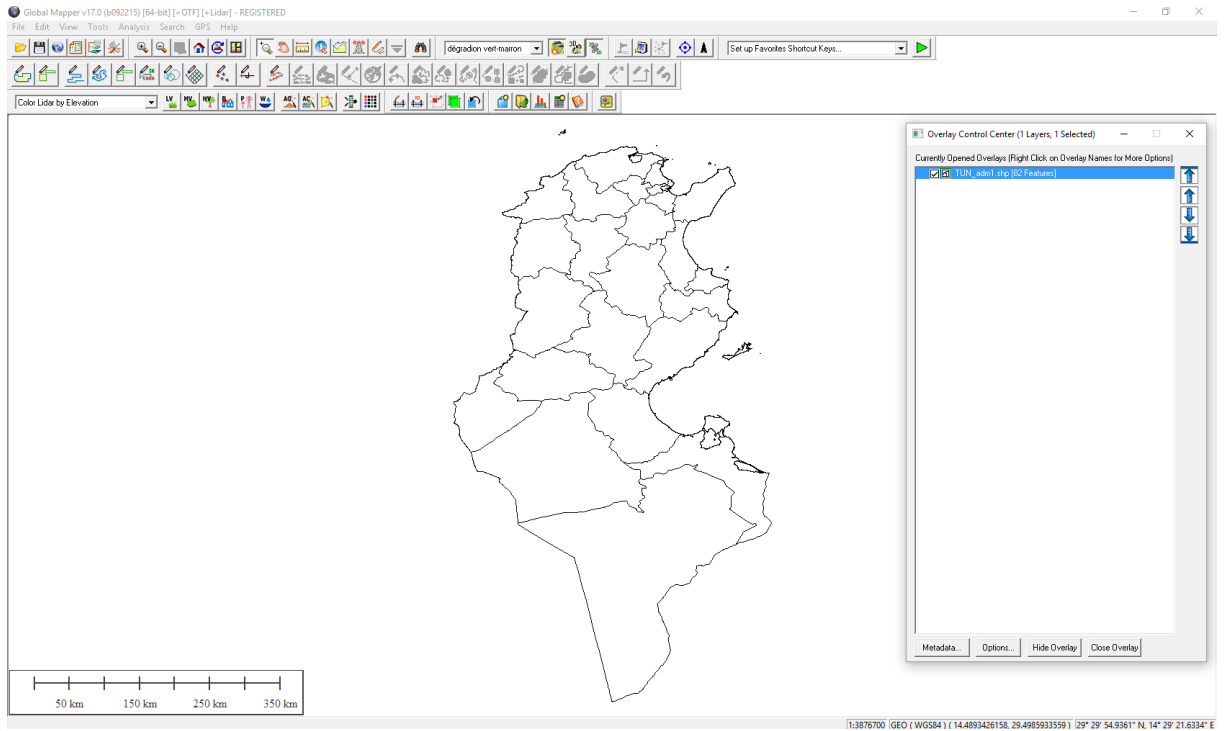 Global Mapper v17.0 (b092215) [64-bit] [+OTF] [+Lidar] - REGISTERED
File Edit View Tools Analysis Search GPS Help
dégradion vert-marron
Set up Favorites Shortcut Keys...
Color Lidar by Elevation
Overlay Control Center (1 Layers, 1 Selected)
Currently Opened Overlays (Right Click on Overlay Names for More Options)
TUN_adm1.shp [82 Features]
Metadata... Options... Hide Overlay Close Overlay
50 km 150 km 250 km 350 km
1:3876700 GEO ( WGS84 ) ( 14.4893426158, 29.4985933559 ) 29° 29' 54.9361" N, 14° 29' 21.6334" E